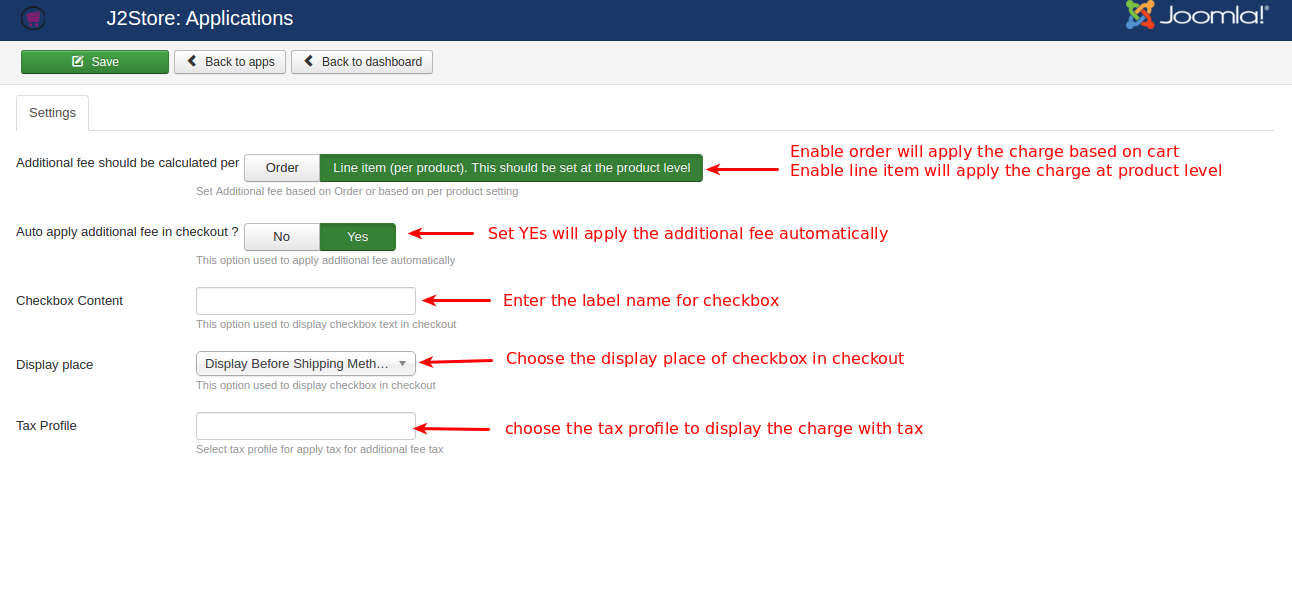 J2Store: Applications
Joomla!®
Save
Back to apps
Back to dashboard
Settings
Additional fee should be calculated per
Order
Line item (per product). This should be set at the product level
Enable order will apply the charge based on cart
Enable line item will apply the charge at product level
Set Additional fee based on Order or based on per product setting
Auto apply additional fee in checkout ?
No
Yes
Set YEs will apply the additional fee automatically
This option used to apply additional fee automatically
Checkbox Content
Enter the label name for checkbox
This option used to display checkbox text in checkout
Display place
Display Before Shipping Meth…
Choose the display place of checkbox in checkout
This option used to display checkbox in checkout
Tax Profile
choose the tax profile to display the charge with tax
Select tax profile for apply tax for additional fee tax